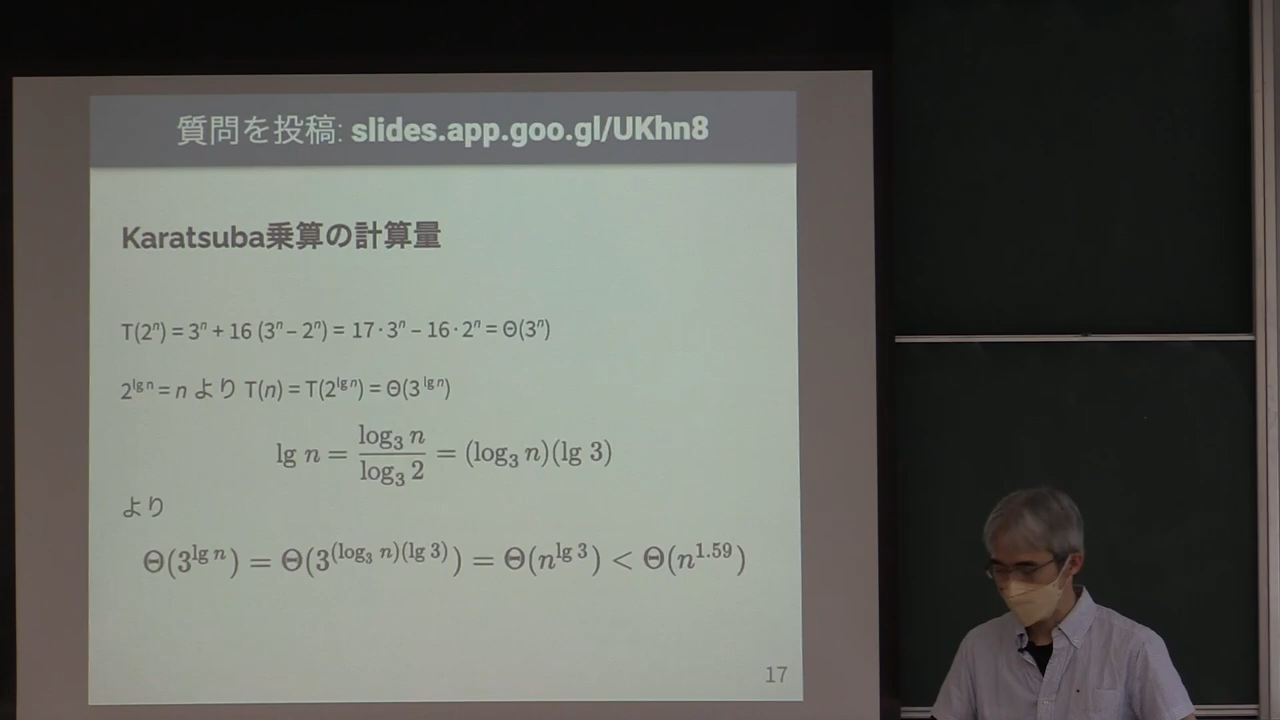 質問を投稿: slides.app.goo.gl/UKhn8
Karatsuba乗算の計算量
T(2ⁿ) = 3ⁿ + 16 (3ⁿ – 2ⁿ) = 17 · 3ⁿ – 16 · 2ⁿ = Θ(3ⁿ)
2^{lg n} = n より T(n) = T(2^{lg n}) = Θ(3^{lg n})
lg n = \frac{log₃ n}{log₃ 2} = (log₃ n)(lg 3)
より
Θ(3^{lg n}) = Θ(3^{(log₃ n)(lg 3)}) = Θ(n^{lg 3}) < Θ(n^{1.59})
17